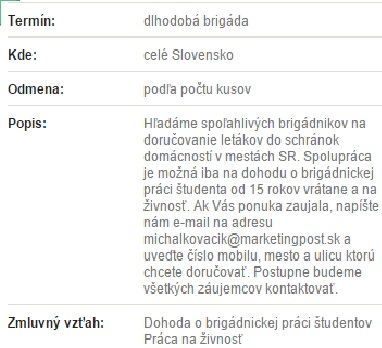 Termín: dlhodobá brigáda
Kde: celé Slovensko
Odmena: podľa počtu kusov
Popis: Hľadáme spoľahlivých brigádnikov na
doručovanie letákov do schránok
domácností v mestách SR. Spolupráca
je možná iba na dohodu o brigádnickej
práci študenta od 15 rokov vrátane a na
živnosť. Ak Vás ponuka zaujala, napíšte
nám e-mail na adresu
michalkovacik@marketingpost.sk a
uveďte číslo mobilu, mesto a ulicu ktorú
chcete doručovať. Postupne budeme
všetkých záujemcov kontaktovať.
Zmluvný vzťah: Dohoda o brigádnickej práci študentov
Práca na živnosť